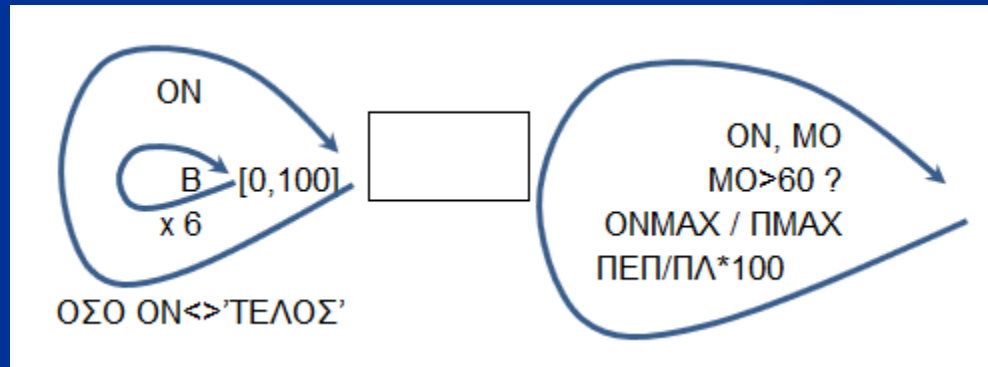 ΟΝ
Β [0,100]
x 6
ΟΣΟ ΟΝ<>'ΤΕΛΟΣ’
ΟΝ, ΜΟ
ΜΟ>60 ?
ΟΝΜΑΧ / ΠΜΑΧ
ΠΕΠ/ΠΛ*100